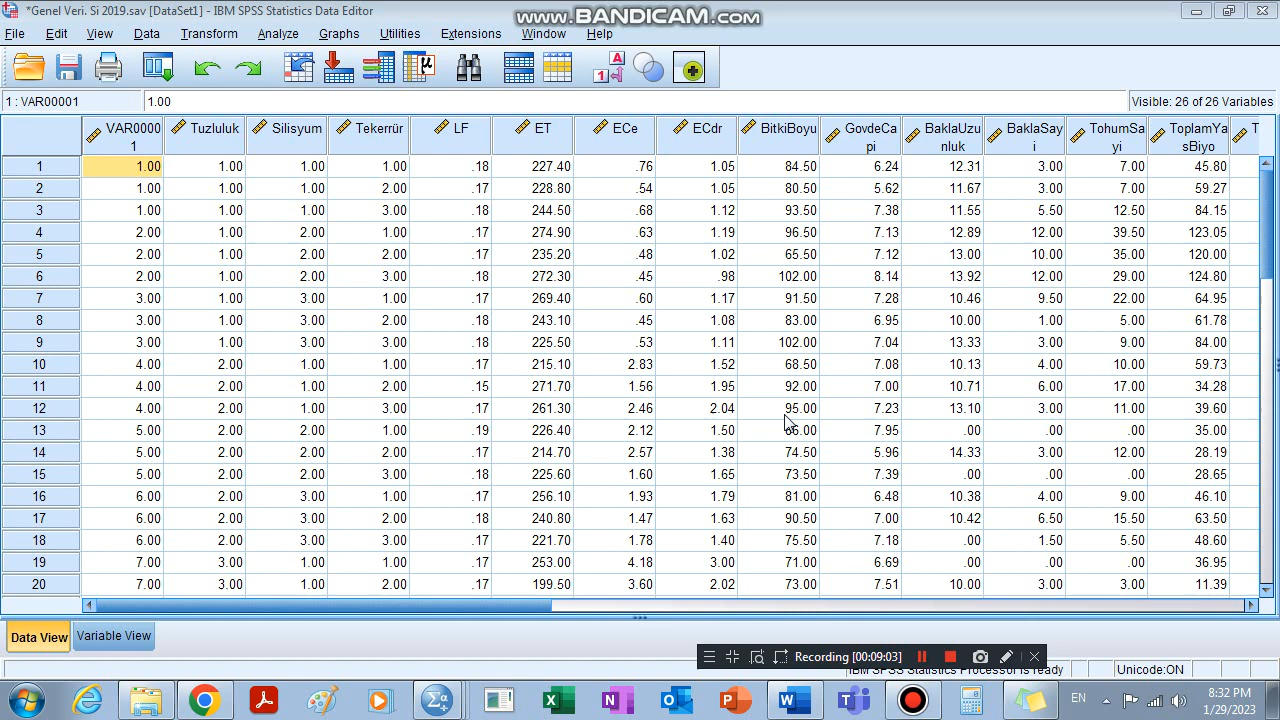 *Genel Veri. Si 2019.sav [DataSet1] - IBM SPSS Statistics Data Editor
www.BANDICAM.com
File Edit View Data Transform Analyze Graphs Utilities Extensions Window Help
1 : VAR00001 1.00 Visible: 26 of 26 Variables
VAR00001 Tuzluluk Silisyum Tekerrür LF ET ECe ECdr BitkiBoyu GovdeCapi BaklaUzunluk BaklaSayi TohumSayi ToplamYasBiyo
1 1.00 1.00 1.00 1.00 .18 227.40 .76 1.05 84.50 6.24 12.31 3.00 7.00 45.80
2 1.00 1.00 1.00 2.00 .17 228.80 .54 1.05 80.50 5.62 11.67 3.00 7.00 59.27
3 1.00 1.00 1.00 3.00 .18 244.50 .68 1.12 93.50 7.38 11.55 5.50 12.50 84.15
4 2.00 1.00 2.00 1.00 .17 274.90 .63 1.19 96.50 7.13 12.89 12.00 39.50 123.05
5 2.00 1.00 2.00 2.00 .17 235.20 .48 1.02 65.50 7.12 13.00 10.00 35.00 120.00
6 2.00 1.00 2.00 3.00 .18 272.30 .45 .98 102.00 8.14 13.92 12.00 29.00 124.80
7 3.00 1.00 3.00 1.00 .17 269.40 .60 1.17 91.50 7.28 10.46 9.50 22.00 64.95
8 3.00 1.00 3.00 2.00 .18 243.10 .45 1.08 83.00 6.95 10.00 1.00 5.00 61.78
9 3.00 1.00 3.00 3.00 .17 225.50 .53 1.11 102.00 7.04 13.33 3.00 9.00 84.00
10 4.00 2.00 1.00 1.00 .17 225.10 2.83 1.52 68.50 7.08 10.13 4.00 10.00 59.73
11 4.00 2.00 1.00 2.00 .15 271.70 1.56 1.95 92.00 7.00 10.71 6.00 17.00 34.28
12 4.00 2.00 1.00 3.00 .17 261.30 2.46 2.04 95.00 7.23 13.10 3.00 11.00 39.60
13 5.00 2.00 2.00 1.00 .19 226.40 2.12 1.50 7.95 .00 .00 .00 35.00
14 5.00 2.00 2.00 2.00 .17 214.70 2.57 1.38 74.50 5.96 14.33 3.00 12.00 28.19
15 5.00 2.00 2.00 3.00 .18 225.60 1.60 1.65 73.50 7.39 .00 .00 .00 28.65
16 6.00 2.00 3.00 1.00 .17 256.10 1.93 1.79 81.00 6.48 10.38 4.00 9.00 46.10
17 6.00 2.00 3.00 2.00 .18 240.80 1.47 1.63 90.50 7.00 10.42 6.50 15.50 63.50
18 6.00 2.00 3.00 3.00 .17 221.70 1.78 1.40 75.50 7.18 .00 1.50 5.50 48.60
19 7.00 3.00 1.00 1.00 .17 253.00 4.18 3.00 71.00 6.69 .00 .00 .00 36.95
20 7.00 3.00 1.00 2.00 .17 199.50 3.60 2.02 73.00 7.51 10.00 3.00 3.00 11.39
Data View Variable View
Recording [00:09:03]
IBM SPSS Statistics Processor is ready Unicode:ON
EN
8:32 PM
1/29/2023